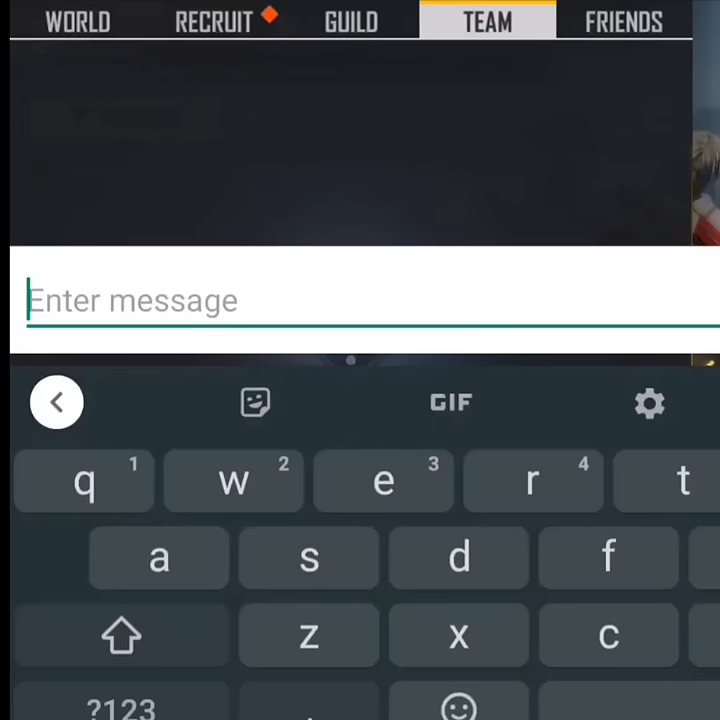 WORLD RECRUIT GUILD TEAM FRIENDS
Enter message
GIF
q 1 w 2 e 3 r 4 t
a s d f
z x c
?123 ,